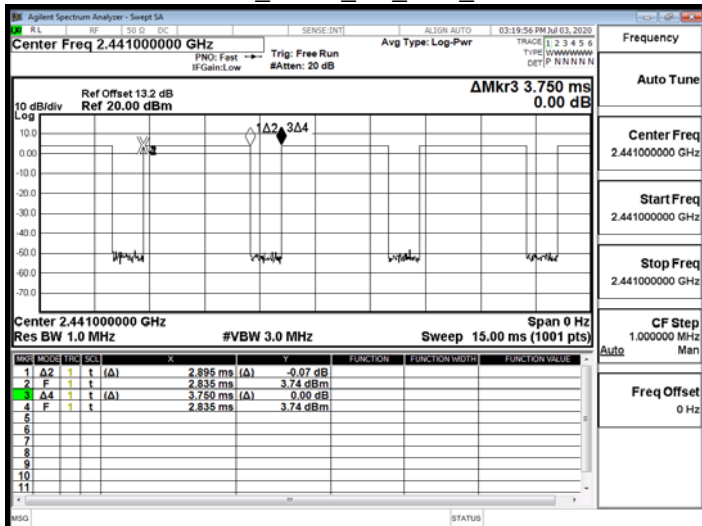 Agilent Spectrum Analyzer - Swept SA
RL RF 50 Ω DC SENSE:INT ALIGN AUTO 03:19:56 PM Jul 03, 2020
Center Freq 2.441000000 GHz Avg Type: Log-Pwr TRACE 1 2 3 4 5 6
PNO: Fast Trig: Free Run TYPE WWWWWW
IFGain:Low #Atten: 20 dB DET P NNNNN
ΔMkr3 3.750 ms
0.00 dB
Ref Offset 13.2 dB
10 dB/div Ref 20.00 dBm
Log
10.0
0.00
-10.0
-20.0
-30.0
-40.0
-50.0
-60.0
-70.0
1Δ2 3Δ4
Center 2.441000000 GHz Span 0 Hz
Res BW 1.0 MHz #VBW 3.0 MHz Sweep 15.00 ms (1001 pts)
MKR MODE TRC SCL X Y FUNCTION FUNCTION WIDTH FUNCTION VALUE
1 Δ2 1 t (Δ) 2.895 ms (Δ) -0.07 dB
2 F 1 t 2.835 ms 3.74 dBm
3 Δ4 1 t (Δ) 3.750 ms (Δ) 0.00 dB
4 F 1 t 2.835 ms 3.74 dBm
5
6
7
8
9
10
11
MSG STATUS
Frequency
Auto Tune
Center Freq
2.441000000 GHz
Start Freq
2.441000000 GHz
Stop Freq
2.441000000 GHz
CF Step
1.000000 MHz
Auto Man
Freq Offset
0 Hz